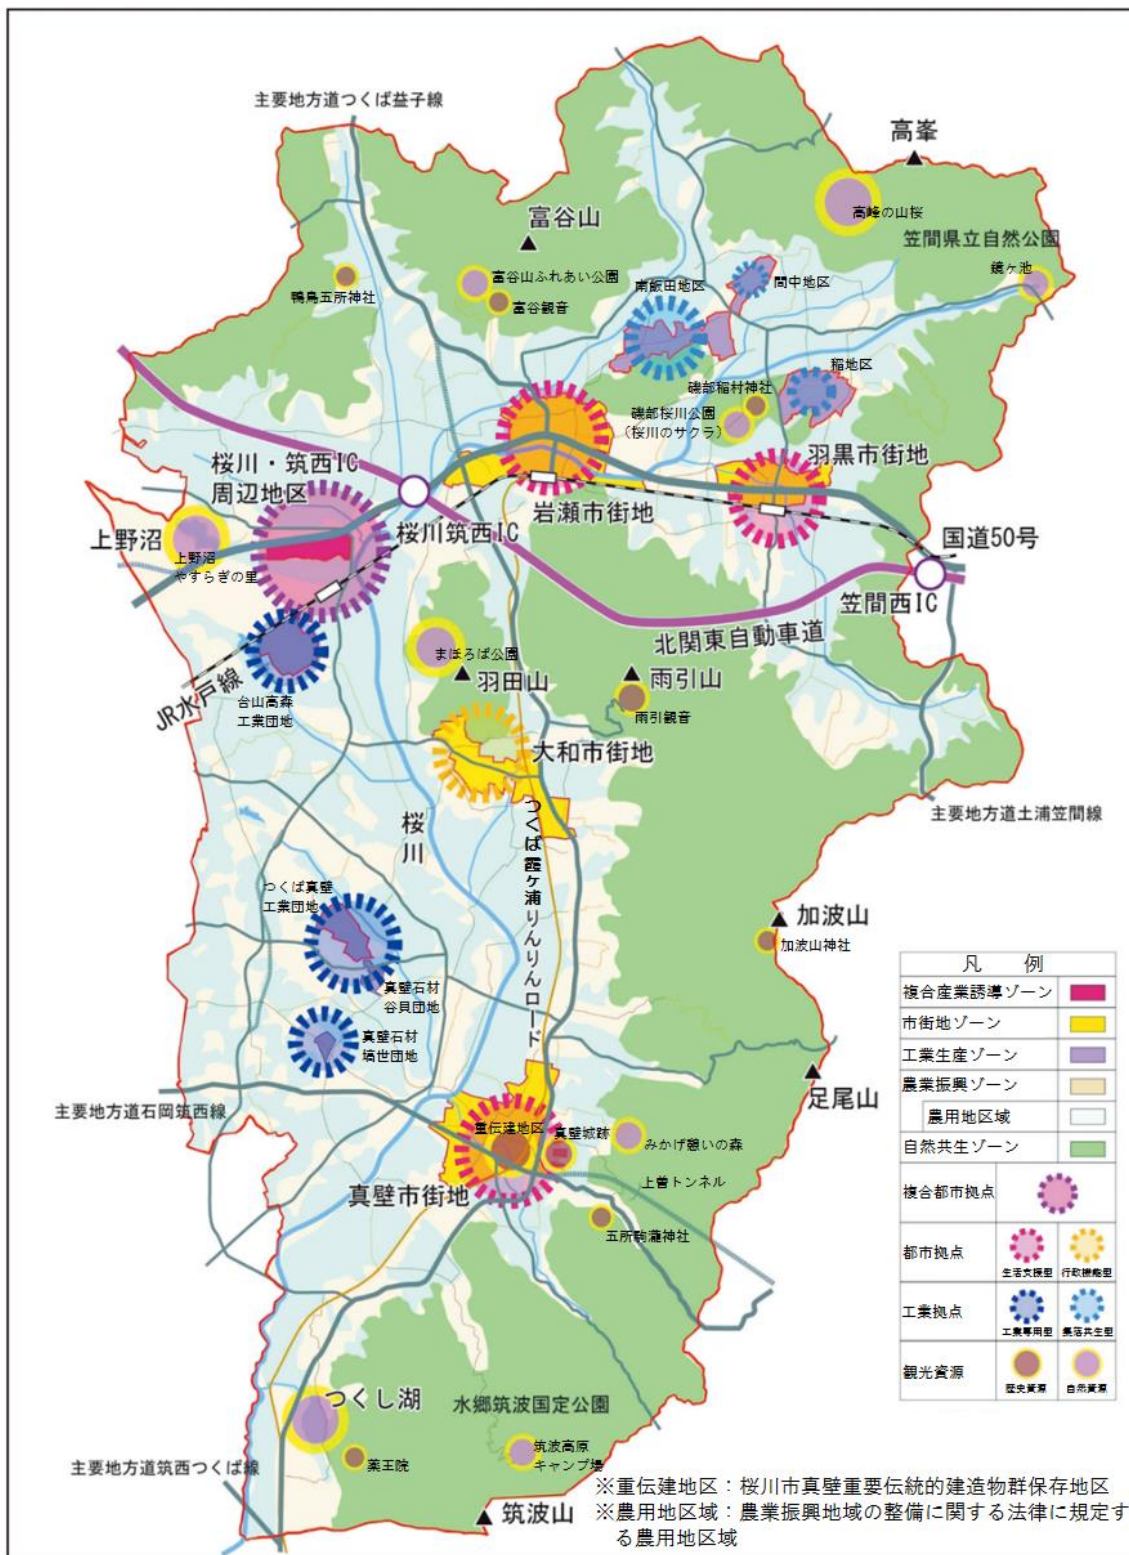 主要地方道つくば益子線
高峯
富谷山
高峰の山桜
笠間県立自然公園
鏡ヶ池
鴨鳥五所神社
富谷山ふれあい公園
富谷観音
南飯田地区
間中地区
稲地区
磯部稲村神社
磯部桜川公園
（桜川のサクラ）
羽黒市街地
桜川・筑西IC
周辺地区
桜川筑西IC
岩瀬市街地
上野沼
上野沼
やすらぎの里
国道50号
笠間西IC
北関東自動車道
JR水戸線
台山高森
工業団地
まほろば公園
羽田山
雨引山
雨引観音
大和市街地
主要地方道土浦笠間線
桜川
つくば霞ヶ浦りんりんロード
つくば真壁
工業団地
真壁石材
谷貝団地
真壁石材
塙世団地
加波山
加波山神社
足尾山
主要地方道石岡筑西線
重伝建地区
真壁城跡
みかげ憩いの森
上曽トンネル
真壁市街地
五所駒瀧神社
つくし湖
水郷筑波国定公園
薬王院
筑波高原
キャンプ場
主要地方道筑西つくば線
筑波山
凡　例
複合産業誘導ゾーン
市街地ゾーン
工業生産ゾーン
農業振興ゾーン
農用地区域
自然共生ゾーン
複合都市拠点
都市拠点
生活支援型 行政機能型
工業拠点
工業専用型 集落共生型
観光資源
歴史資源 自然資源
※重伝建地区：桜川市真壁重要伝統的建造物群保存地区
※農用地区域：農業振興地域の整備に関する法律に規定す
る農用地区域